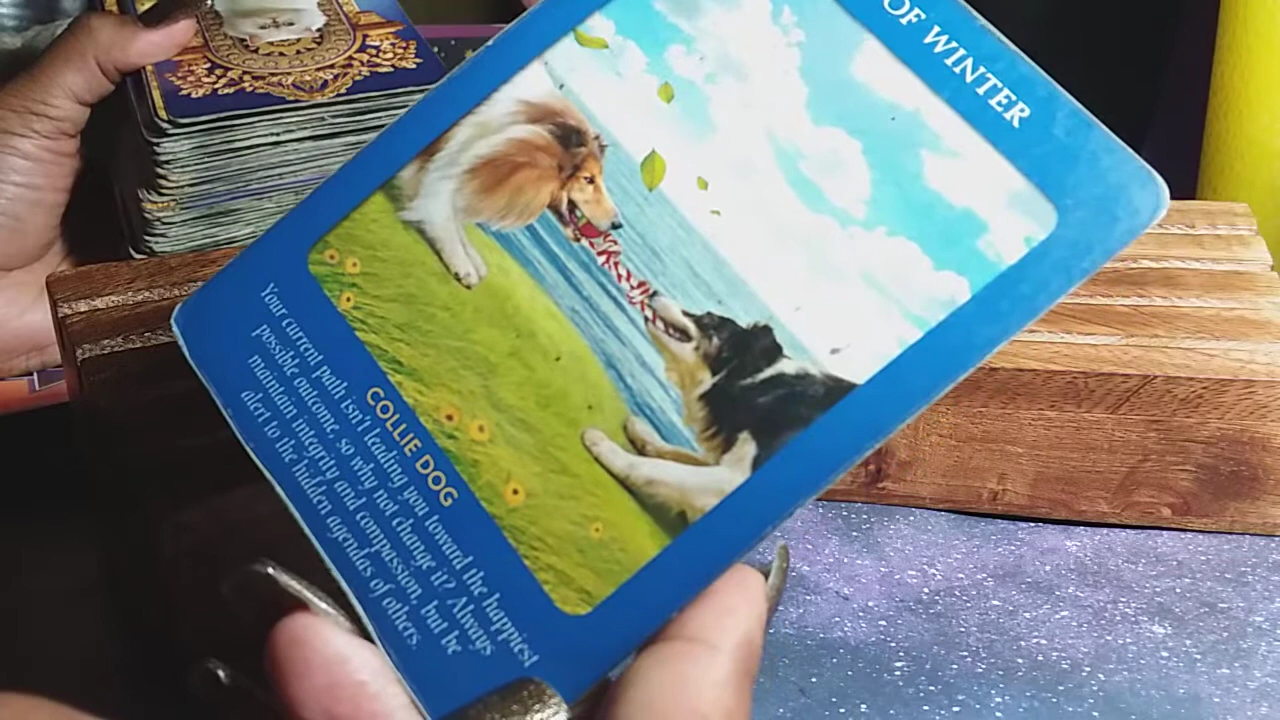 OF WINTER
COLLIE DOG
Your current path isn't leading you toward the happiest
possible outcome, so why not change it? Always
maintain integrity and compassion, but be
alert to the hidden agendas of others.